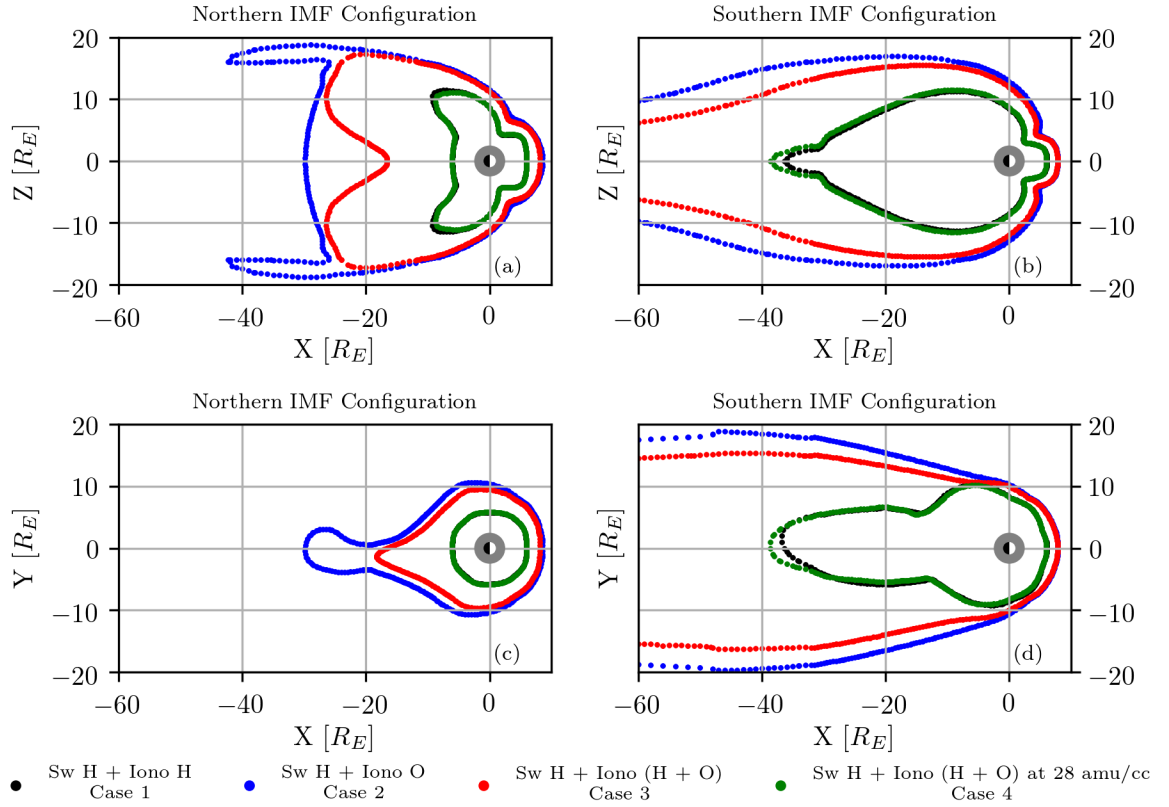 Northern IMF Configuration
Southern IMF Configuration
20
10
0
−10
−20
Z [R_E]
(a)
−60
−40
−20
0
X [R_E]
20
10
0
−10
−20
Z [R_E]
(b)
−60
−40
−20
0
X [R_E]
Northern IMF Configuration
Southern IMF Configuration
20
10
0
−10
−20
Y [R_E]
(c)
−60
−40
−20
0
X [R_E]
20
10
0
−10
−20
Y [R_E]
(d)
−60
−40
−20
0
X [R_E]
Sw H + Iono H
Case 1
Sw H + Iono O
Case 2
Sw H + Iono (H + O)
Case 3
Sw H + Iono (H + O) at 28 amu/cc
Case 4